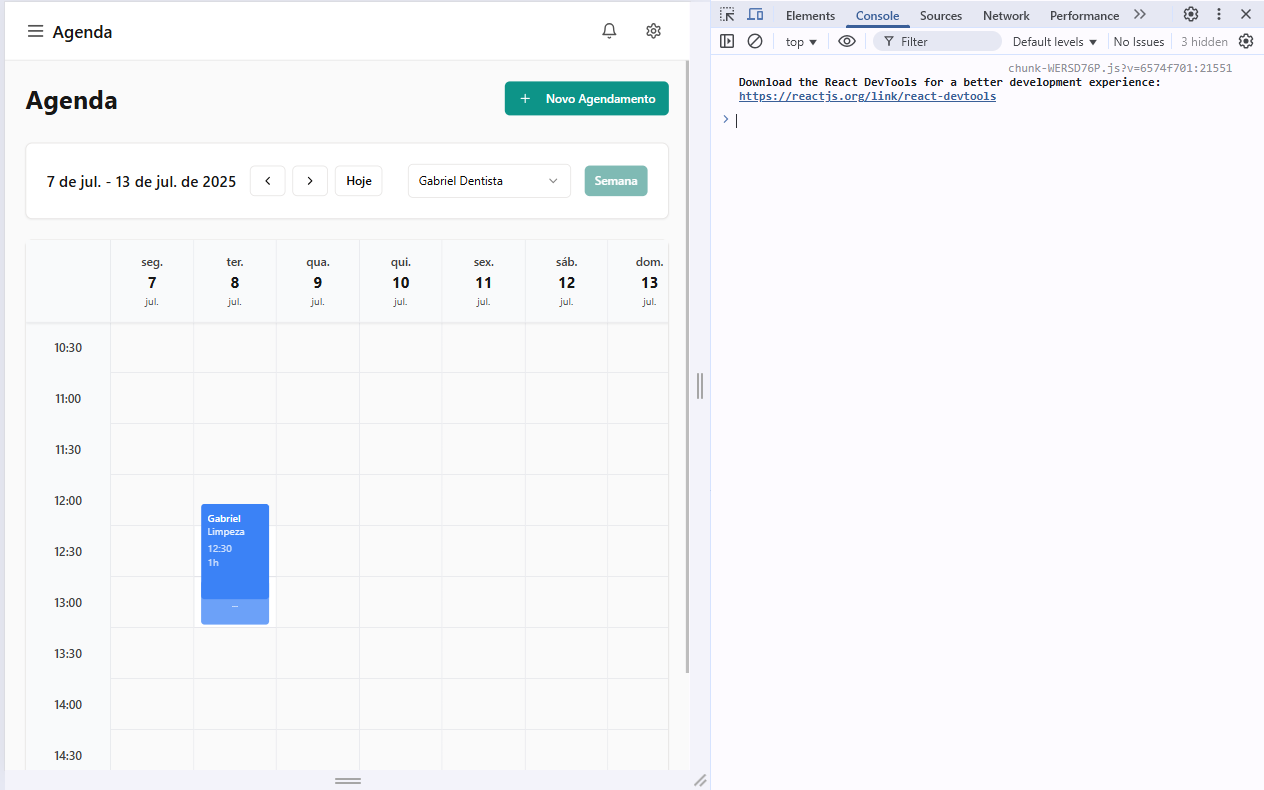 Agenda
Agenda
+ Novo Agendamento
7 de jul. - 13 de jul. de 2025
Hoje
Gabriel Dentista
Semana
seg. ter. qua. qui. sex. sáb. dom.
7 8 9 10 11 12 13
jul. jul. jul. jul. jul. jul. jul.
10:30
11:00
11:30
12:00
Gabriel
Limpeza
12:30
1h
12:30
13:00
13:30
14:00
14:30
Elements Console Sources Network Performance
top Filter Default levels No Issues 3 hidden
chunk-WERSD76P.js?v=6574f701:21551
Download the React DevTools for a better development experience:
https://reactjs.org/link/react-devtools